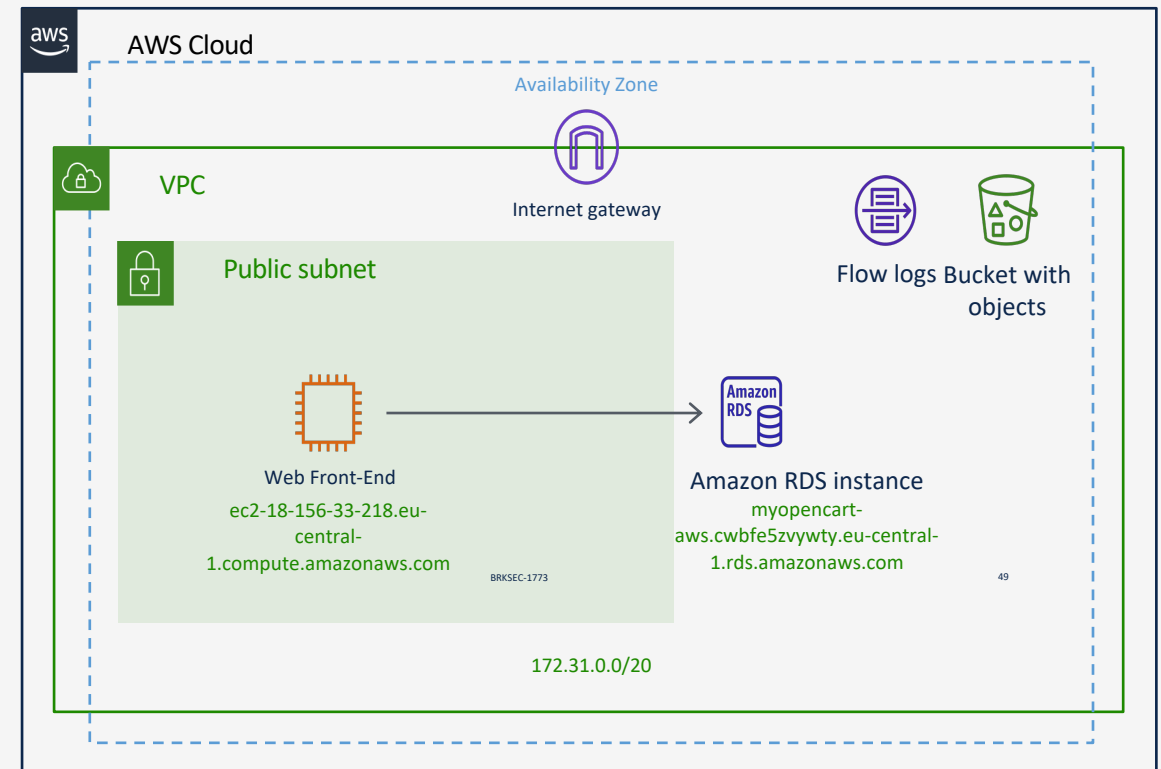 aws
AWS Cloud
Availability Zone
VPC
Internet gateway
Public subnet
Flow logs
Bucket with
objects
Amazon
RDS
Web Front-End
ec2-18-156-33-218.eu-
central-
1.compute.amazonaws.com
Amazon RDS instance
myopencart-
aws.cwbfe5zvywty.eu-central-
1.rds.amazonaws.com
BRKSEC-1773
49
172.31.0.0/20